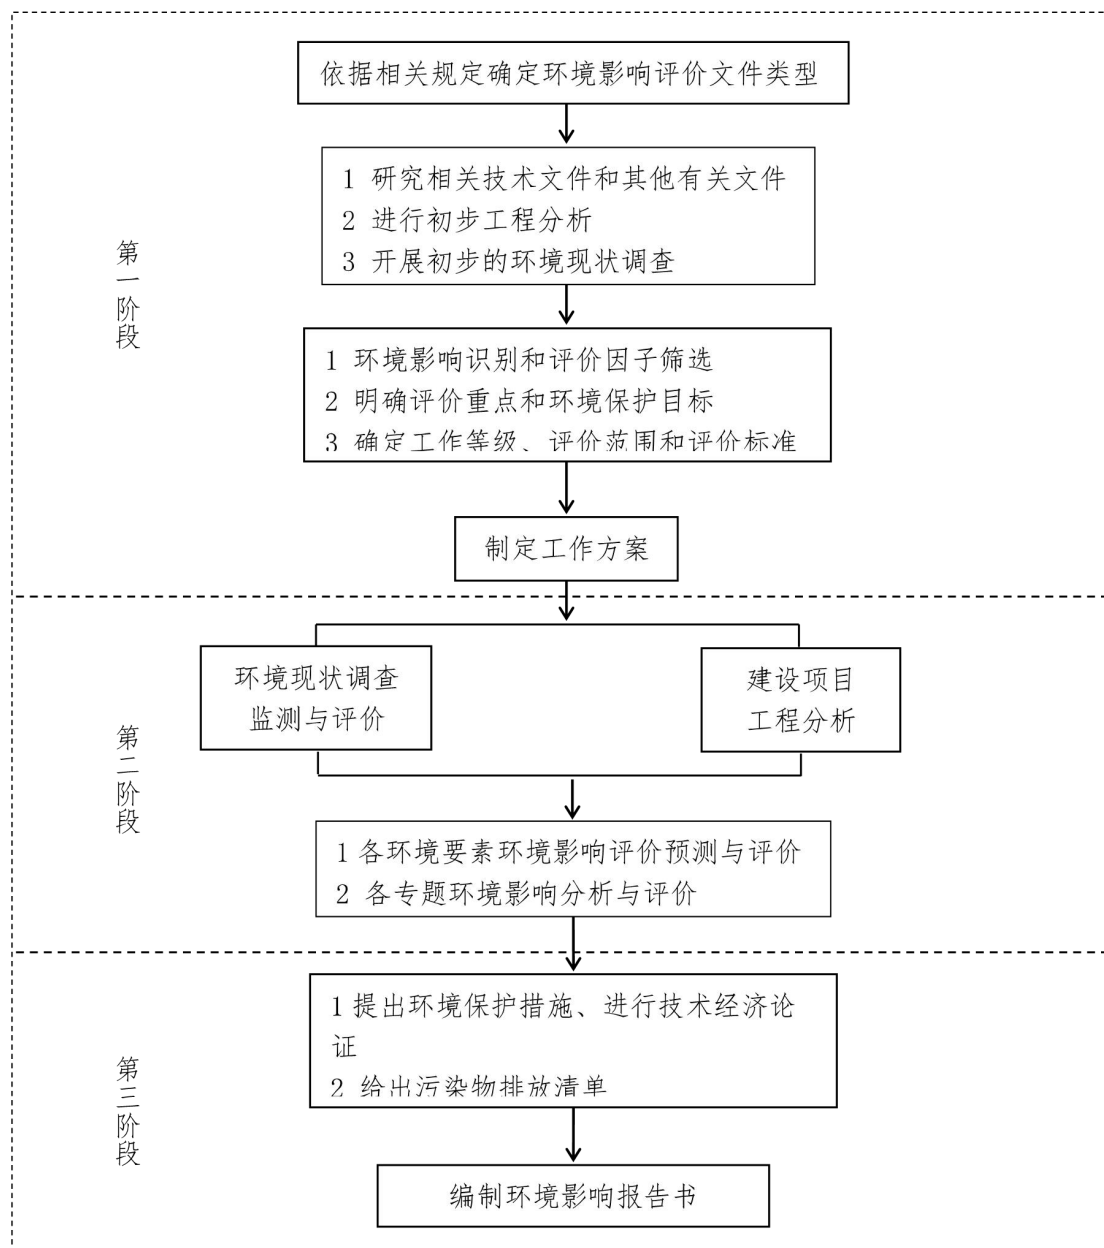 依据相关规定确定环境影响评价文件类型
1 研究相关技术文件和其他有关文件
2 进行初步工程分析
3 开展初步的环境现状调查
第一阶段
1 环境影响识别和评价因子筛选
2 明确评价重点和环境保护目标
3 确定工作等级、评价范围和评价标准
制定工作方案
环境现状调查
监测与评价
建设项目
工程分析
第二阶段
1 各环境要素环境影响评价预测与评价
2 各专题环境影响分析与评价
1 提出环境保护措施、进行技术经济论
证
2 给出污染物排放清单
第三阶段
编制环境影响报告书